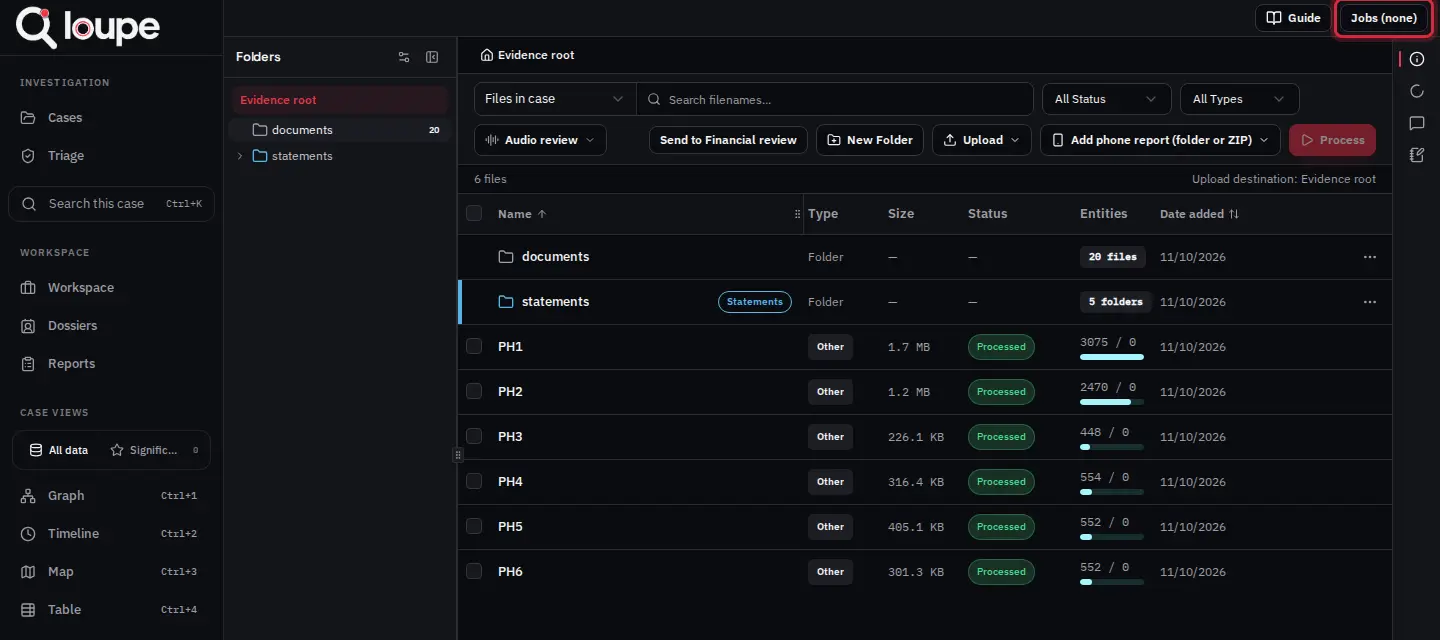 loupe
Guide
Jobs (none)
INVESTIGATION
Cases
Triage
Search this case Ctrl+K
WORKSPACE
Workspace
Dossiers
Reports
CASE VIEWS
All data Signific... 0
Graph Ctrl+1
Timeline Ctrl+2
Map Ctrl+3
Table Ctrl+4
Folders
Evidence root
documents 20
statements
Evidence root
Files in case Search filenames... All Status All Types
Audio review Send to Financial review New Folder Upload Add phone report (folder or ZIP) Process
6 files Upload destination: Evidence root
Name Type Size Status Entities Date added
documents Folder — — 20 files 11/10/2026
statements Statements Folder — — 5 folders 11/10/2026
PH1 Other 1.7 MB Processed 3075 / 0 11/10/2026
PH2 Other 1.2 MB Processed 2470 / 0 11/10/2026
PH3 Other 226.1 KB Processed 448 / 0 11/10/2026
PH4 Other 316.4 KB Processed 554 / 0 11/10/2026
PH5 Other 405.1 KB Processed 552 / 0 11/10/2026
PH6 Other 301.3 KB Processed 552 / 0 11/10/2026